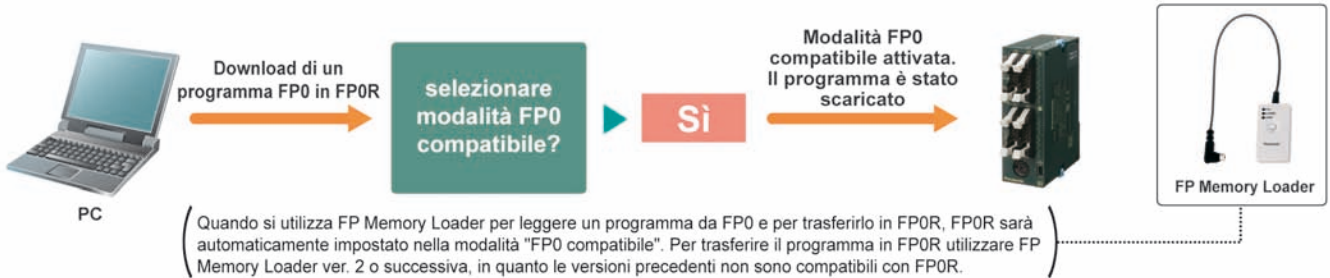 Download di un
programma FP0 in FP0R
selezionare
modalità FP0
compatibile?
Sì
Modalità FP0
compatibile attivata.
Il programma è stato
scaricato
PC
FP Memory Loader
Quando si utilizza FP Memory Loader per leggere un programma da FP0 e per trasferirlo in FP0R, FP0R sarà
automaticamente impostato nella modalità "FP0 compatibile". Per trasferire il programma in FP0R utilizzare FP
Memory Loader ver. 2 o successiva, in quanto le versioni precedenti non sono compatibili con FP0R.